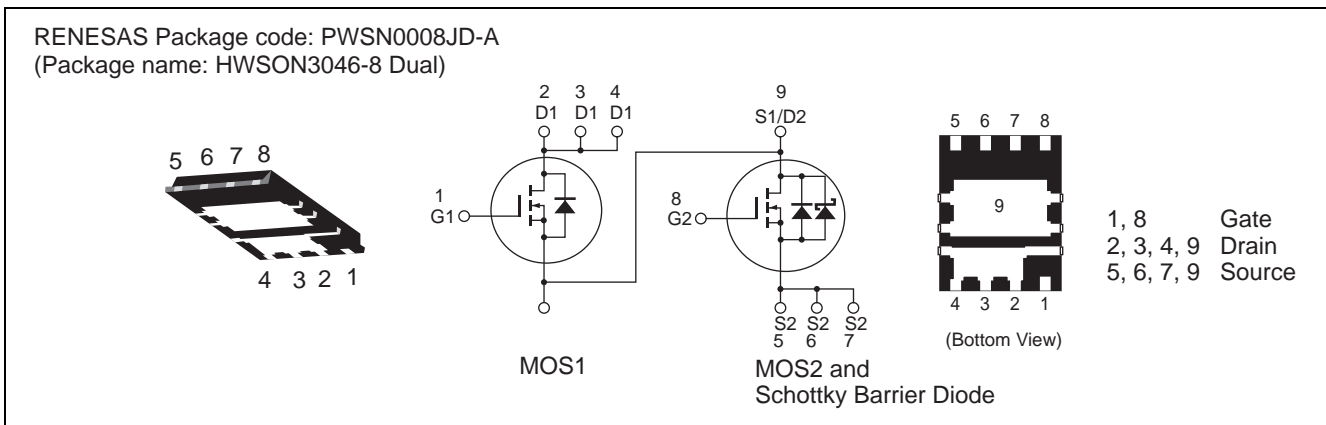 RENESAS Package code: PWSN0008JD-A
(Package name: HWSON3046-8 Dual)
5 6 7 8
4 3 2 1
2 3 4
D1 D1 D1
1
G1
MOS1
9
S1/D2
8
G2
S2 S2 S2
5 6 7
MOS2 and
Schottky Barrier Diode
5 6 7 8
9
4 3 2 1
(Bottom View)
1, 8 Gate
2, 3, 4, 9 Drain
5, 6, 7, 9 Source